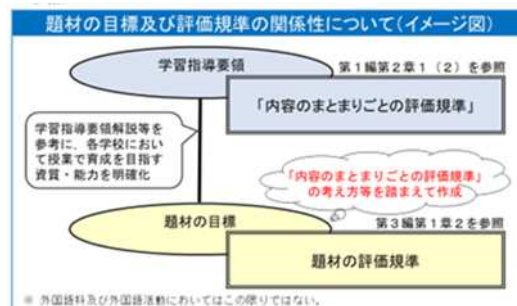 題材の目標及び評価規準の関係性について(イメージ図)
学習指導要領
第1編第2章1(2)を参照
「内容のまとまりごとの評価規準」
学習指導要領解説等を
参考に、各学校におい
て授業で育成を目指す
資質・能力を明確化
「内容のまとまりごとの評価規準」
の考え方等を踏まえて作成
題材の目標
第3編第1章2を参照
題材の評価規準
※ 外国語科及び外国語活動においてはこの限りではない。